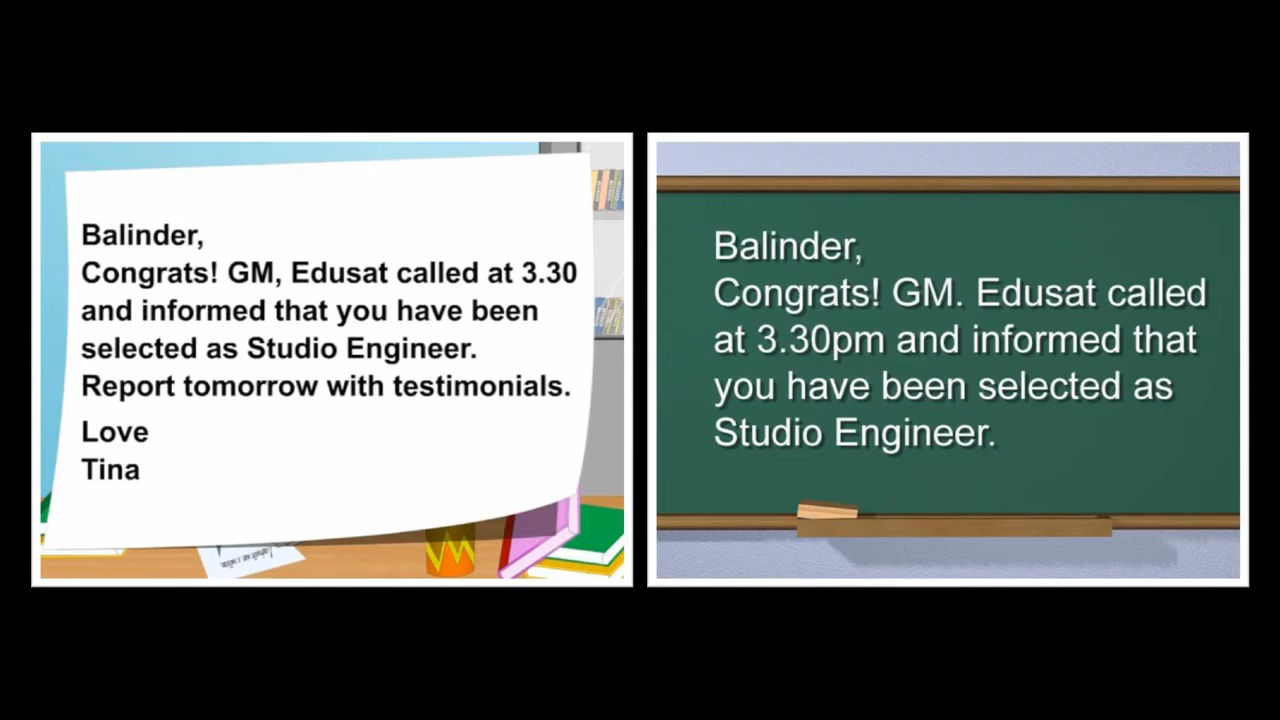 Balinder,
Congrats! GM, Edusat called at 3.30
and informed that you have been
selected as Studio Engineer.
Report tomorrow with testimonials.
Love
Tina
Balinder,
Congrats! GM. Edusat called
at 3.30pm and informed that
you have been selected as
Studio Engineer.